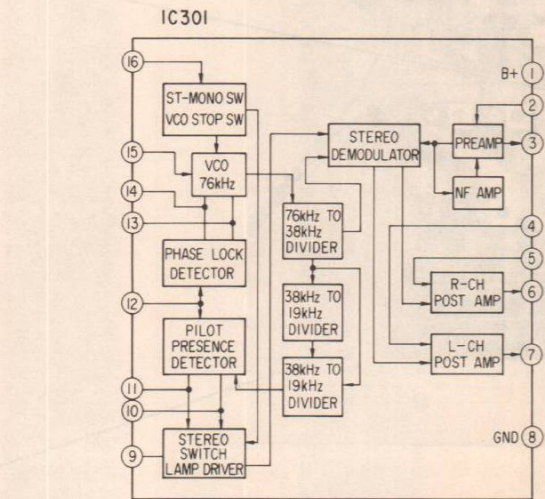 IC301
16
B+ 1
ST-MONO SW
VCO STOP SW
2
STEREO
DEMODULATOR
PREAMP
3
15
VCO
76kHz
14
NF AMP
13
76kHz TO
38kHz
DIVIDER
4
PHASE LOCK
DETECTOR
5
R-CH
POST AMP
6
12
38kHz TO
19kHz
DIVIDER
PILOT
PRESENCE
DETECTOR
L-CH
POST AMP
7
38kHz TO
19kHz
DIVIDER
11
10
GND 8
STEREO
SWITCH
LAMP DRIVER
9